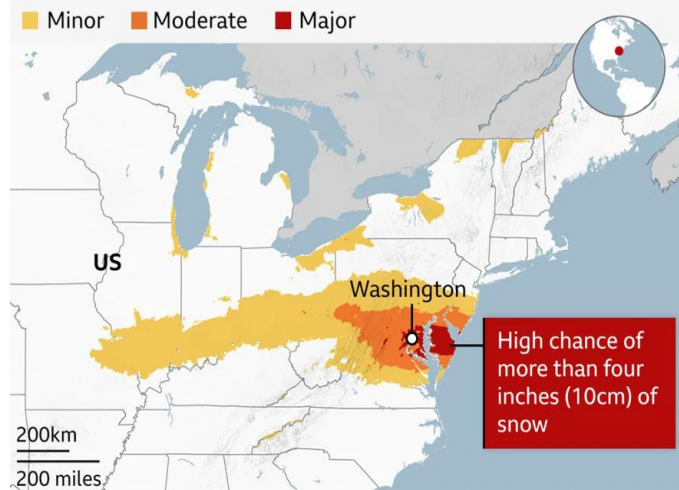 Minor Moderate Major
US
Washington
High chance of
more than four
inches (10cm) of
snow
200km
200 miles